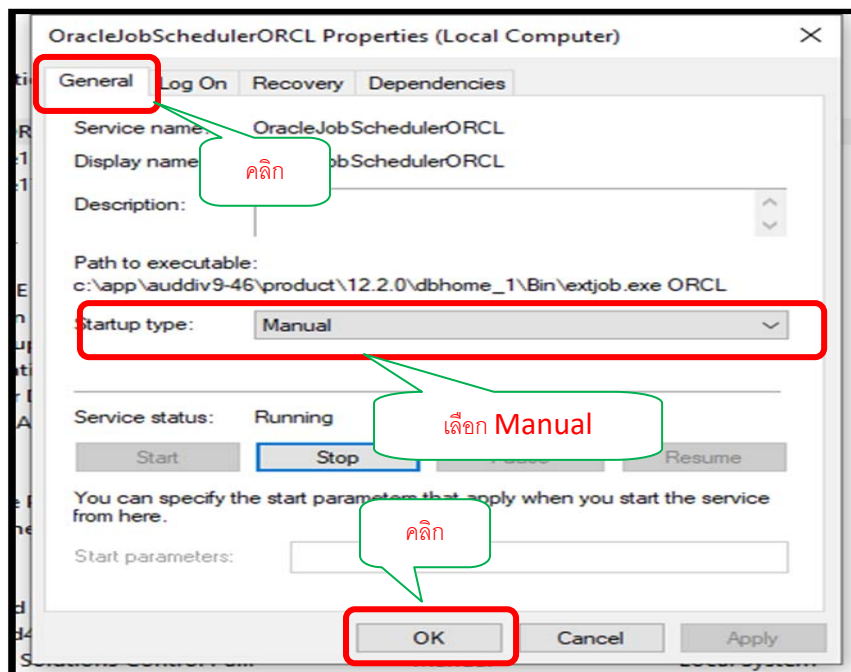 OracleJobSchedulerORCL Properties (Local Computer)
General Log On Recovery Dependencies
Service name: OracleJobSchedulerORCL
Display name bSchedulerORCL
คลิก
Description:
Path to executable:
c:\app\auddiv9-46\product\12.2.0\dbhome_1\Bin\extjob.exe ORCL
Startup type: Manual
Service status: Running
เลือก Manual
Start Stop Resume
You can specify the start parameters that apply when you start the service
from here.
คลิก
Start parameters:
OK Cancel Apply